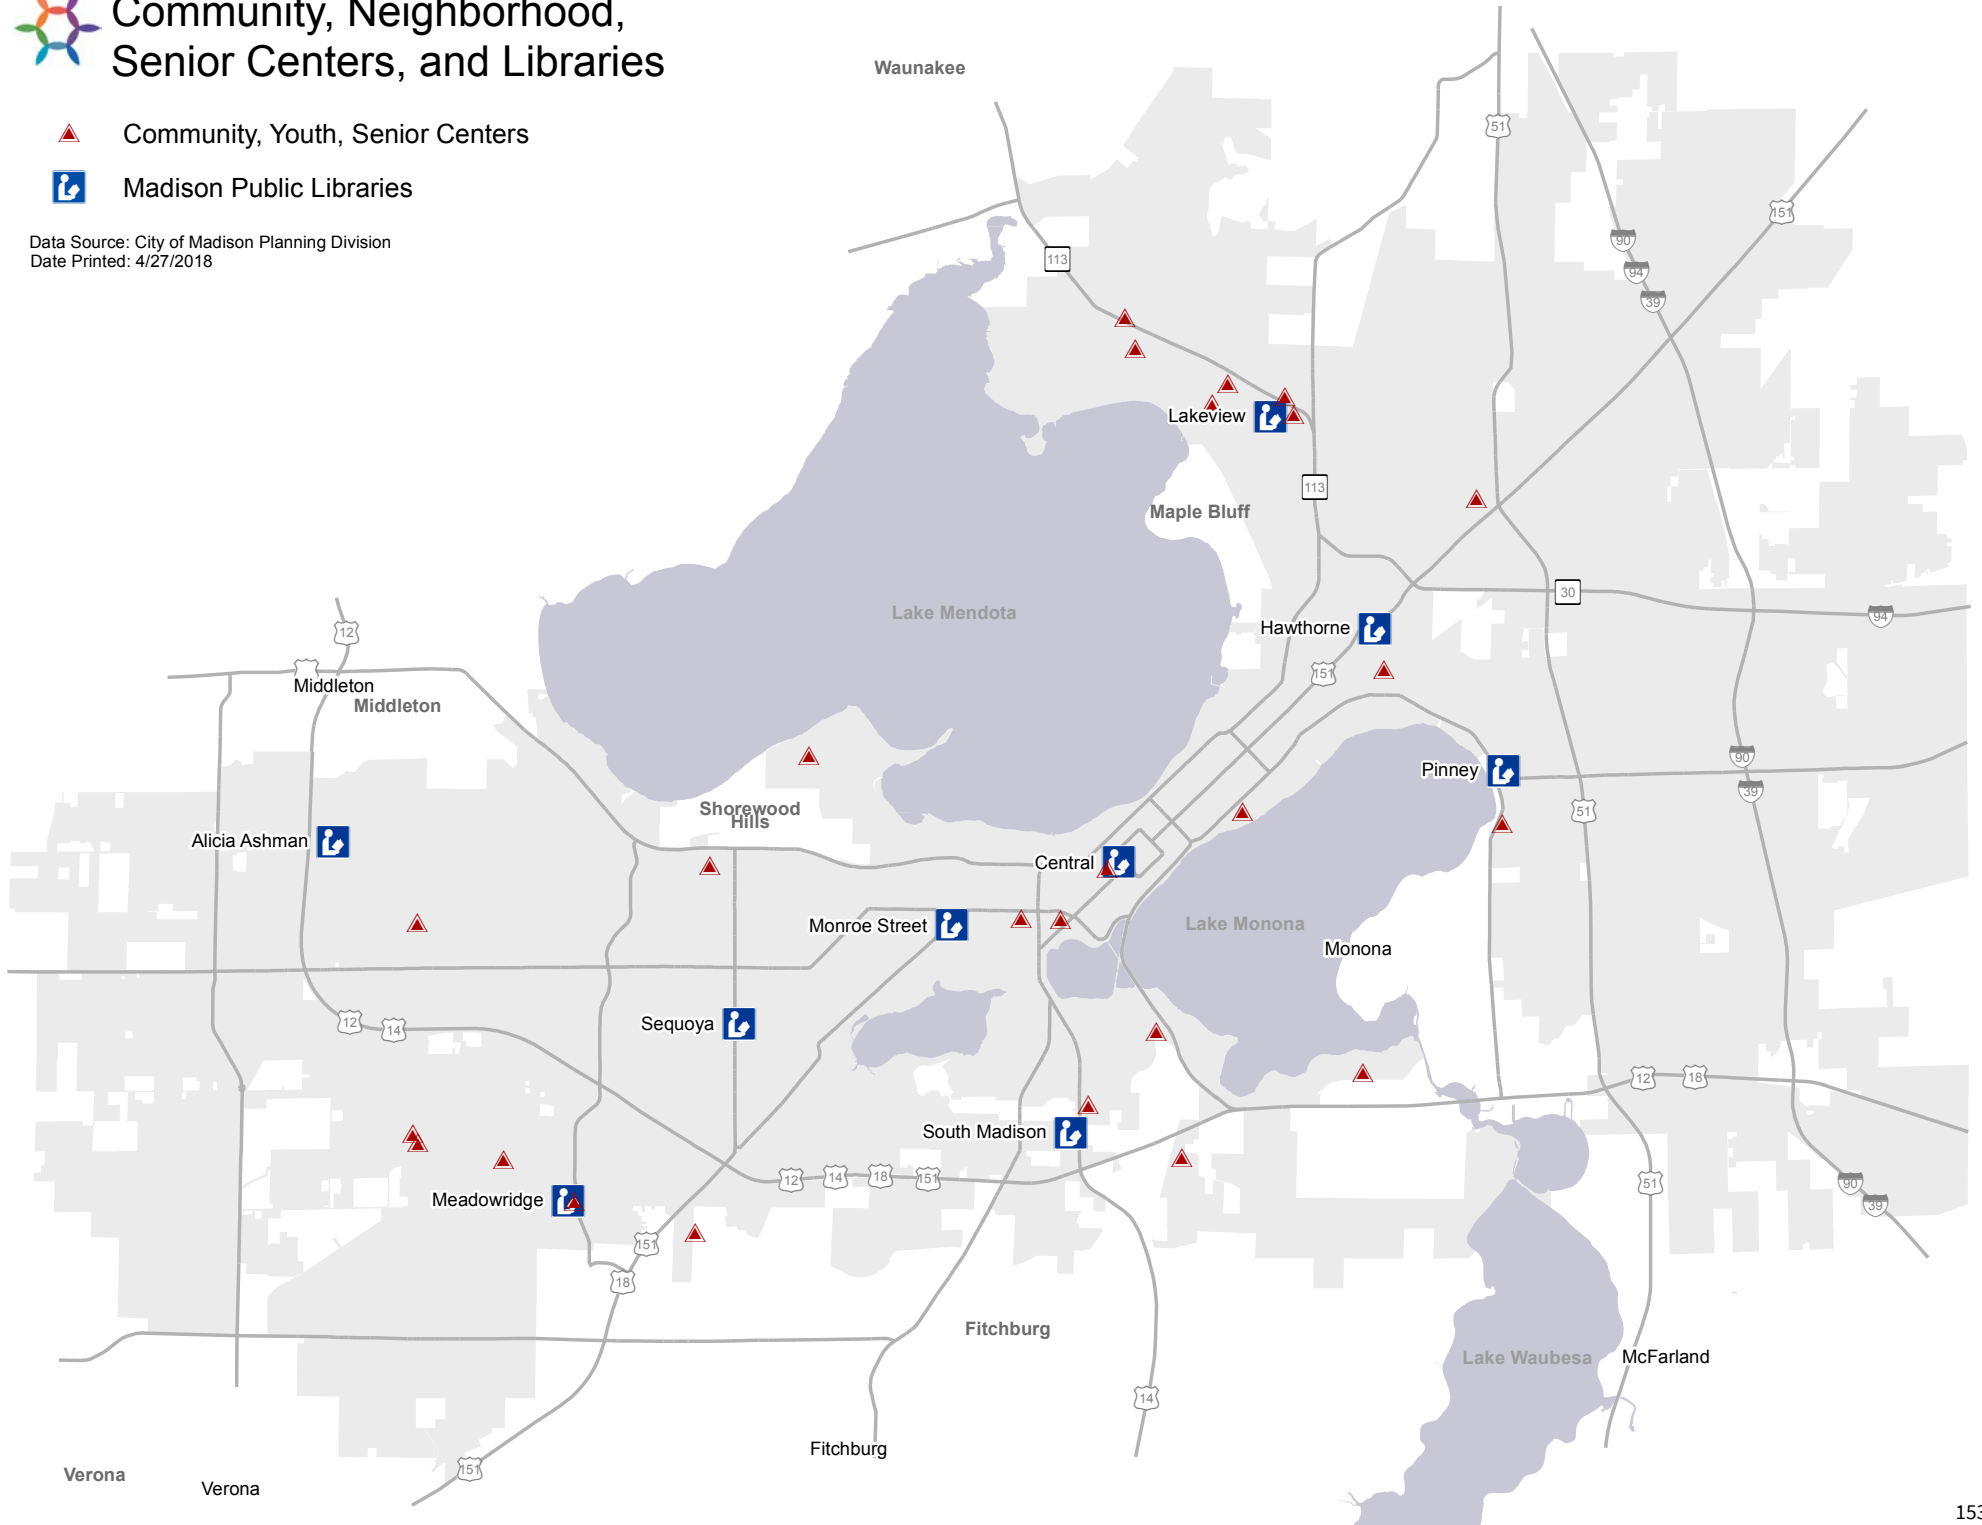 Community, Neighborhood,
Senior Centers, and Libraries
Community, Youth, Senior Centers
Madison Public Libraries
Data Source: City of Madison Planning Division
Date Printed: 4/27/2018
Waunakee
51
151
90
94
39
113
Lakeview
113
Maple Bluff
30
94
Lake Mendota
Hawthorne
12
151
Middleton
Middleton
90
Pinney
39
51
Shorewood
Hills
Alicia Ashman
Central
Monroe Street
Lake Monona
Monona
12
14
Sequoya
12
18
South Madison
12
14
18
151
51
90
39
Meadowridge
151
18
Fitchburg
Lake Waubesa
McFarland
14
Fitchburg
151
Verona
Verona
153